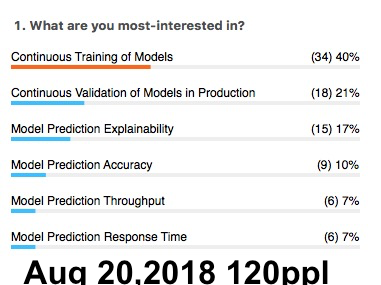 1. What are you most-interested in?
Continuous Training of Models (34) 40%
Continuous Validation of Models in Production (18) 21%
Model Prediction Explainability (15) 17%
Model Prediction Accuracy (9) 10%
Model Prediction Throughput (6) 7%
Model Prediction Response Time (6) 7%
Aug 20,2018 120ppl